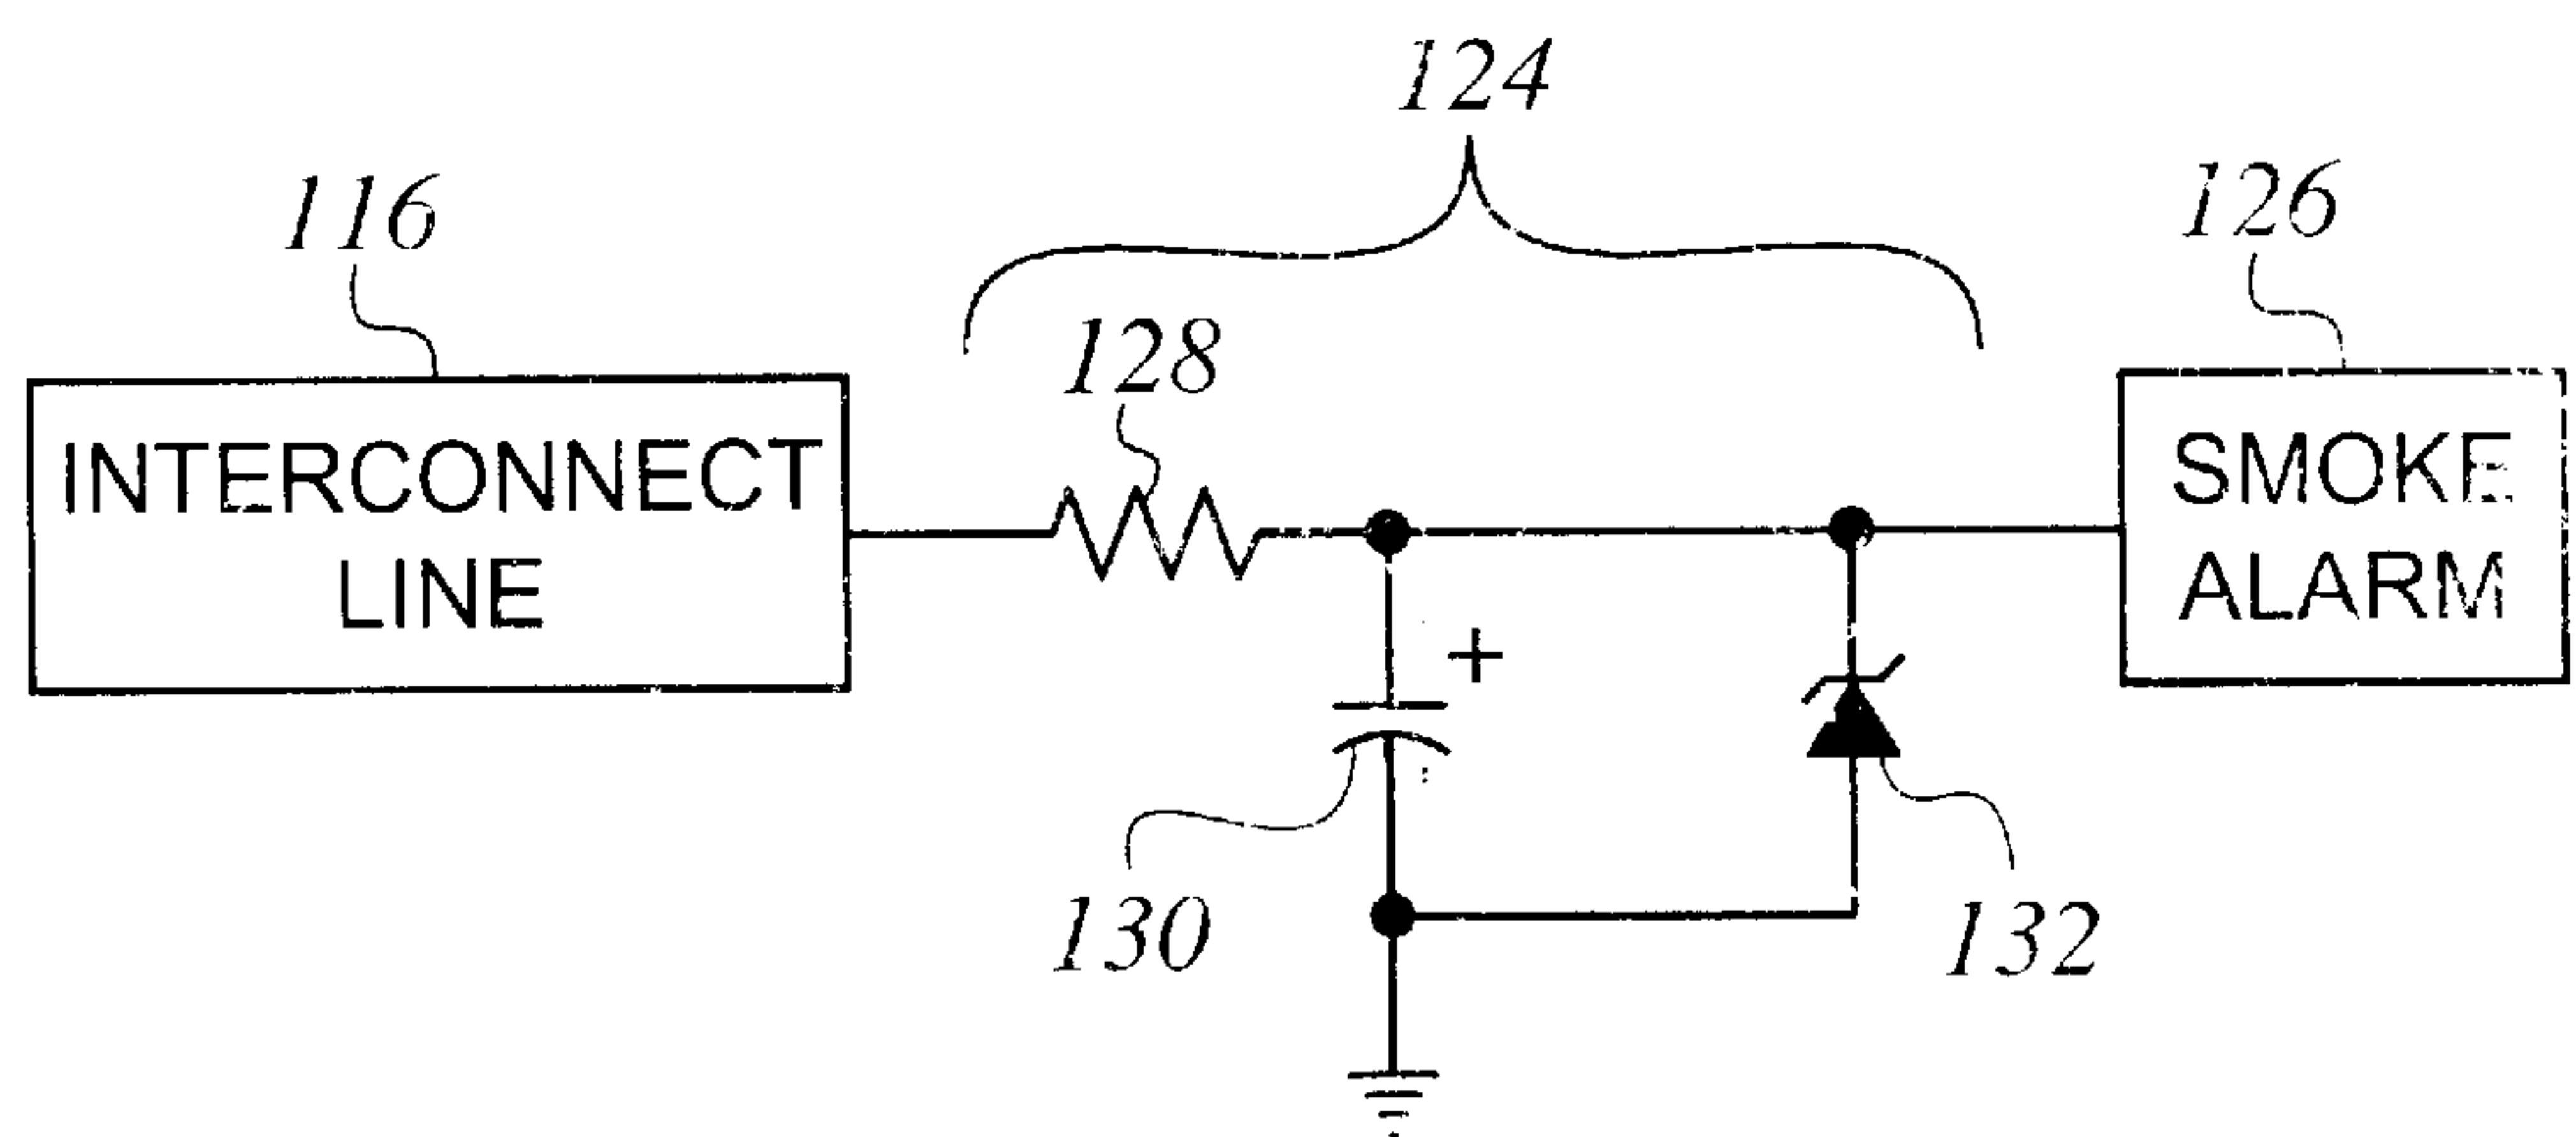 124
116
126
128
INTERCONNECT
LINE
SMOKE
ALARM
+
130
132